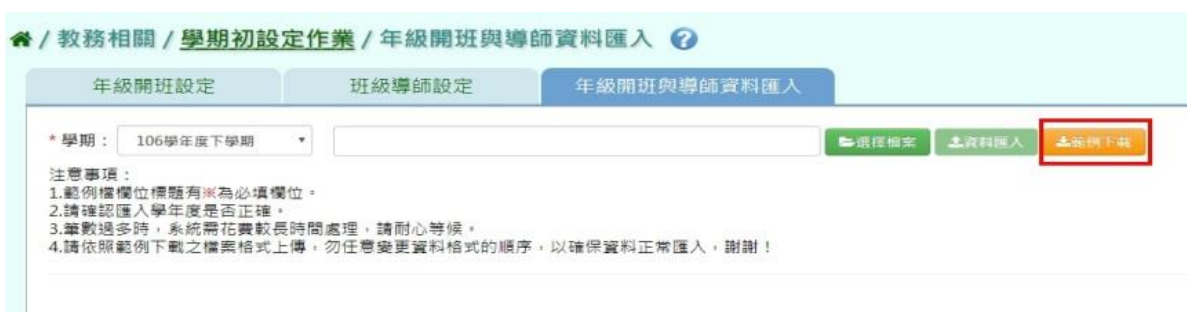 / 教務相關 / 學期初設定作業 / 年級開班與導師資料匯入 ?
年級開班設定 班級導師設定 年級開班與導師資料匯入
* 學期： 106學年度下學期 選擇檔案 資料匯入 範例下載
注意事項：
1.範例檔欄位標題有※為必填欄位。
2.請確認匯入學年度是否正確。
3.筆數過多時，系統需花費較長時間處理，請耐心等候。
4.請依照範例下載之檔案格式上傳，勿任意變更資料格式的順序，以確保資料正常匯入，謝謝！